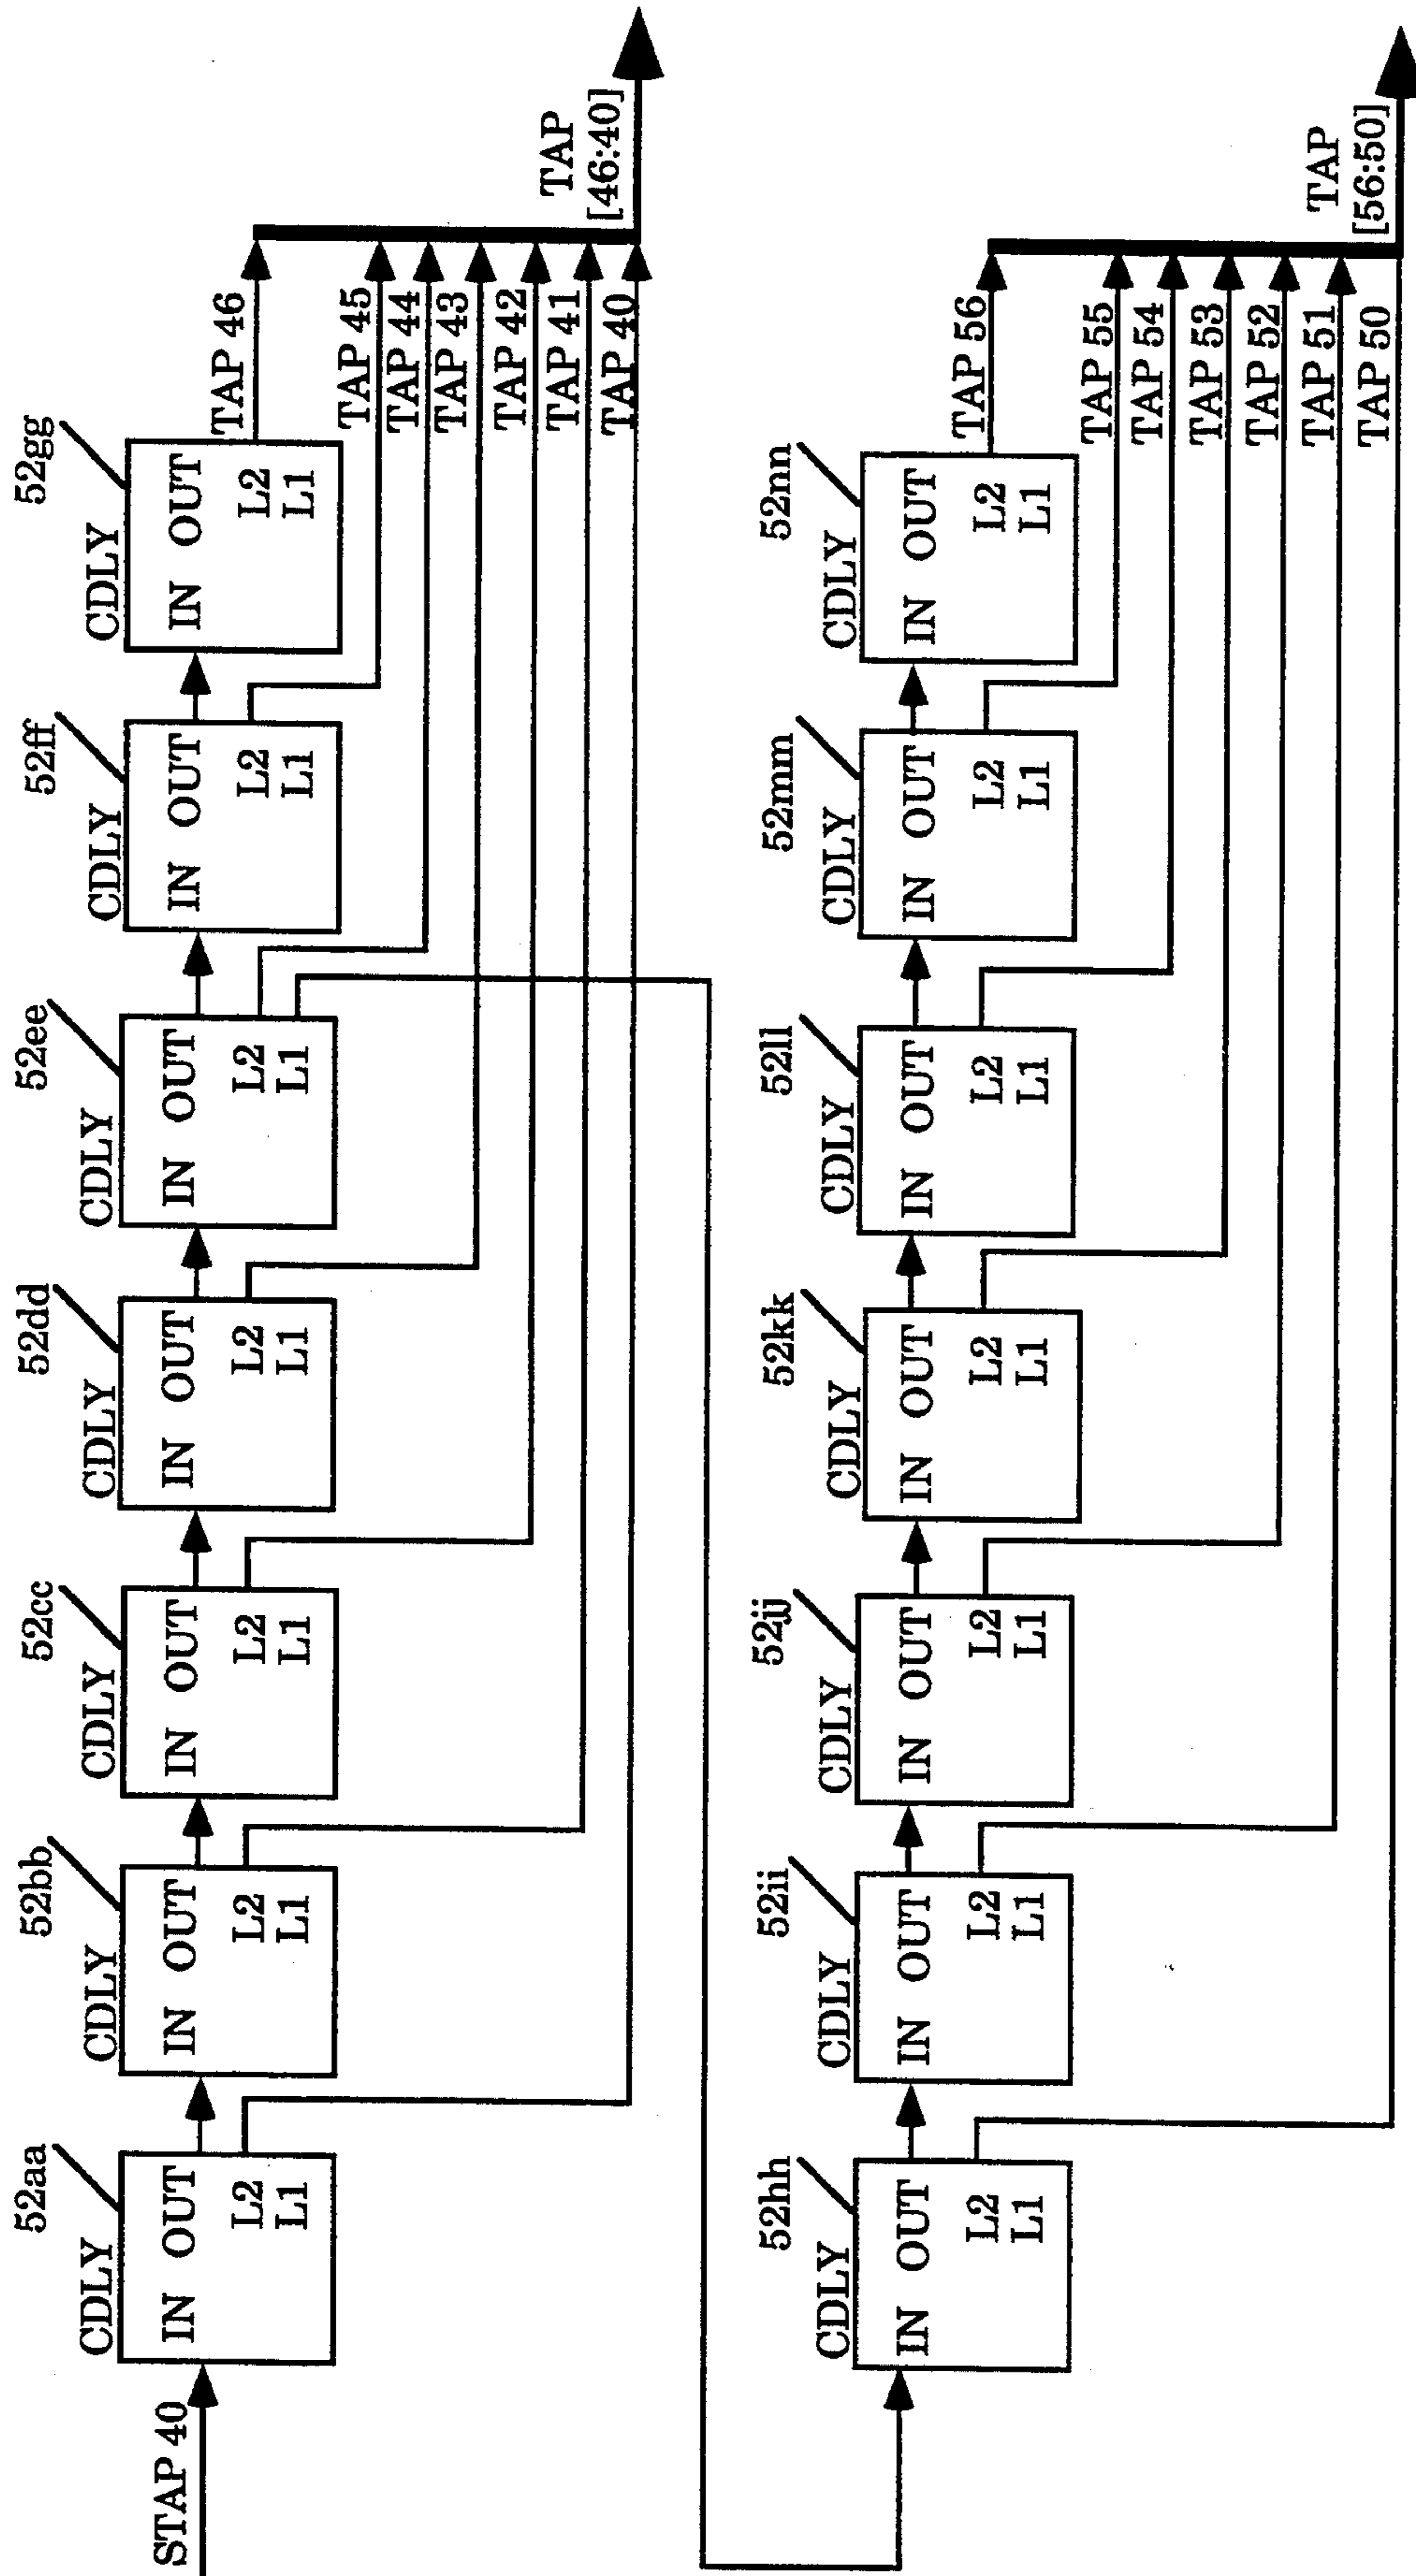 STAP 40
52aa
CDLY
IN OUT
L2
L1
52bb
CDLY
IN OUT
L2
L1
52cc
CDLY
IN OUT
L2
L1
52dd
CDLY
IN OUT
L2
L1
52ee
CDLY
IN OUT
L2
L1
52ff
CDLY
IN OUT
L2
L1
52gg
CDLY
IN OUT
L2
L1
TAP 46
TAP 45
TAP 44
TAP 43
TAP 42
TAP 41
TAP 40
TAP
[46:40]
52hh
CDLY
IN OUT
L2
L1
52ii
CDLY
IN OUT
L2
L1
52jj
CDLY
IN OUT
L2
L1
52kk
CDLY
IN OUT
L2
L1
52ll
CDLY
IN OUT
L2
L1
52mm
CDLY
IN OUT
L2
L1
52nn
CDLY
IN OUT
L2
L1
TAP 56
TAP 55
TAP 54
TAP 53
TAP 52
TAP 51
TAP 50
TAP
[56:50]